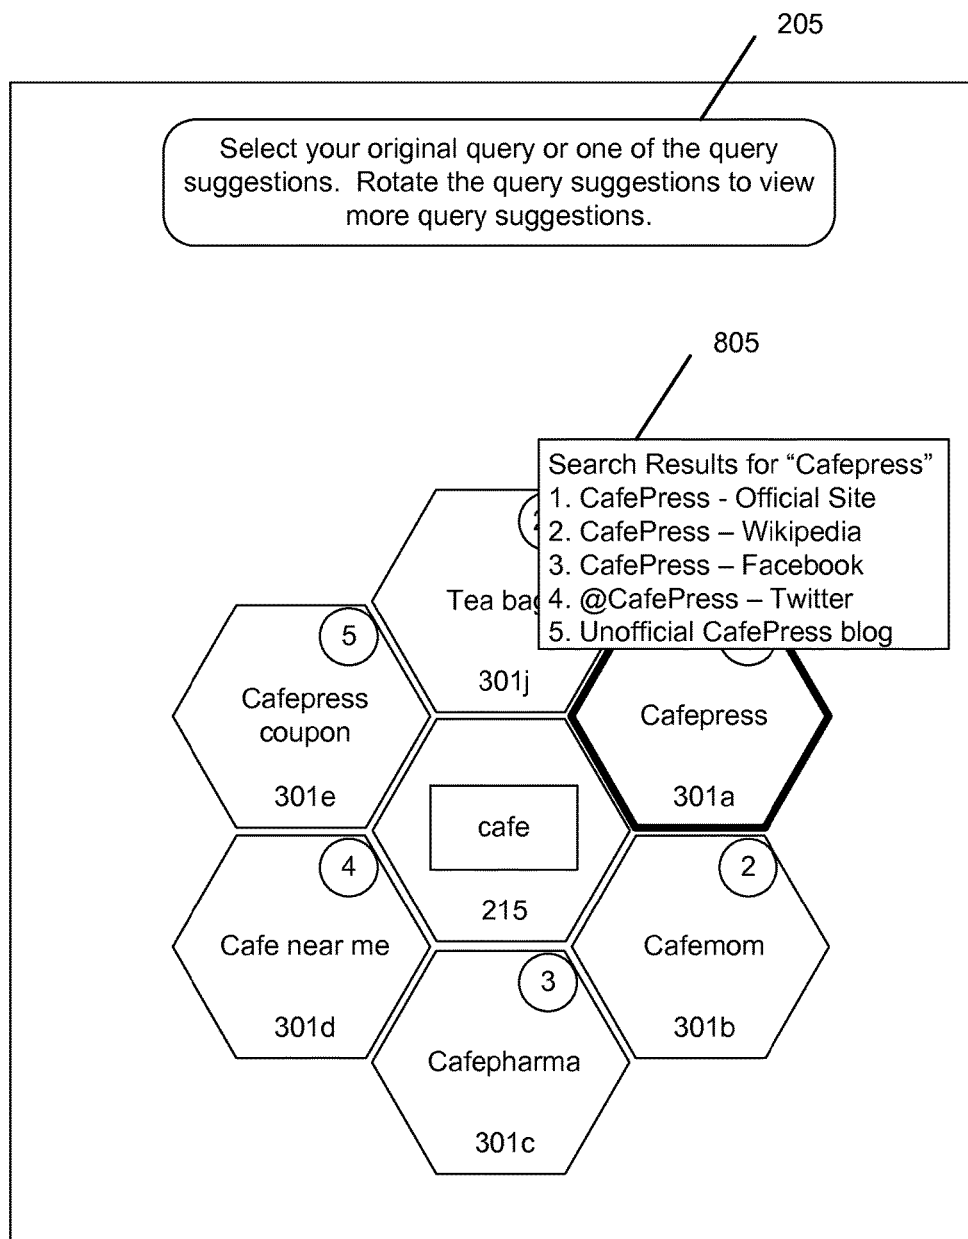 205
Select your original query or one of the query
suggestions. Rotate the query suggestions to view
more query suggestions.
805
Search Results for “Cafepress”
1. CafePress - Official Site
2. CafePress – Wikipedia
3. CafePress – Facebook
4. @CafePress – Twitter
5. Unofficial CafePress blog
Tea
301j
5
Cafepress
coupon
301e
Cafepress
301a
cafe
215
4
Cafe near me
301d
2
Cafemom
301b
3
Cafepharma
301c